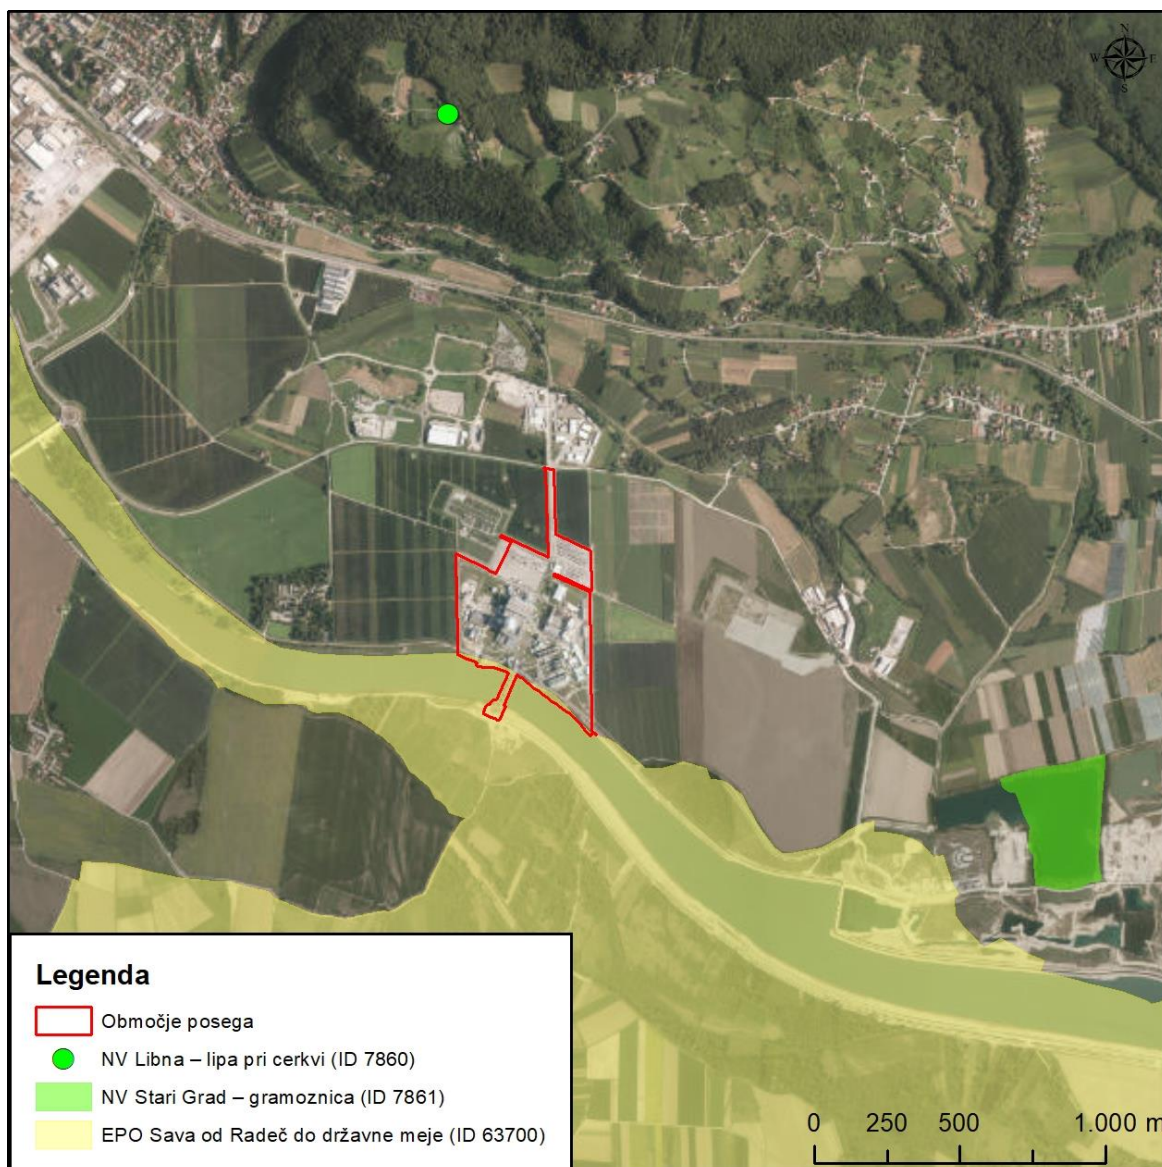 N
W E
S
Legenda
Območje posega
NV Libna – lipa pri cerkvi (ID 7860)
NV Stari Grad – gramoznica (ID 7861)
EPO Sava od Radeč do državne meje (ID 63700)
0 250 500 1.000 m